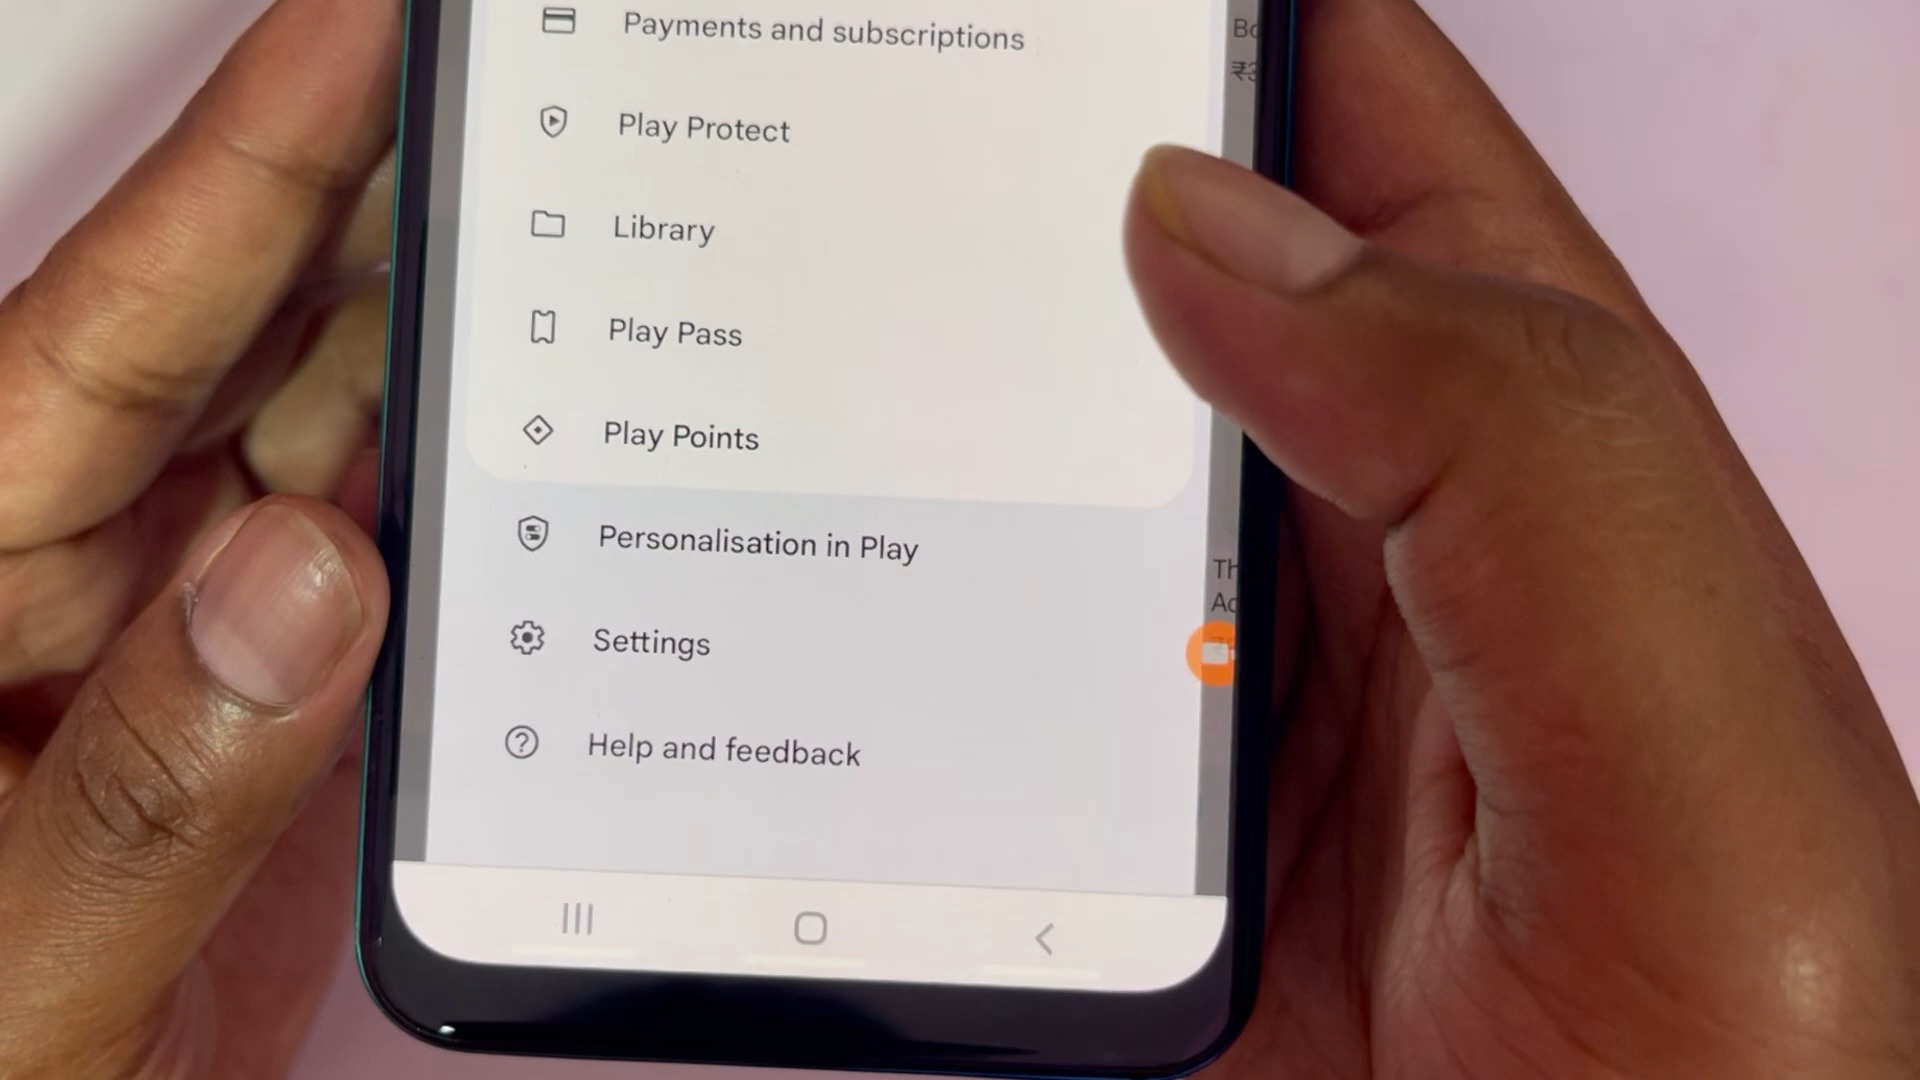 Payments and subscriptions
Play Protect
Library
Play Pass
Play Points
Personalisation in Play
Settings
Help and feedback